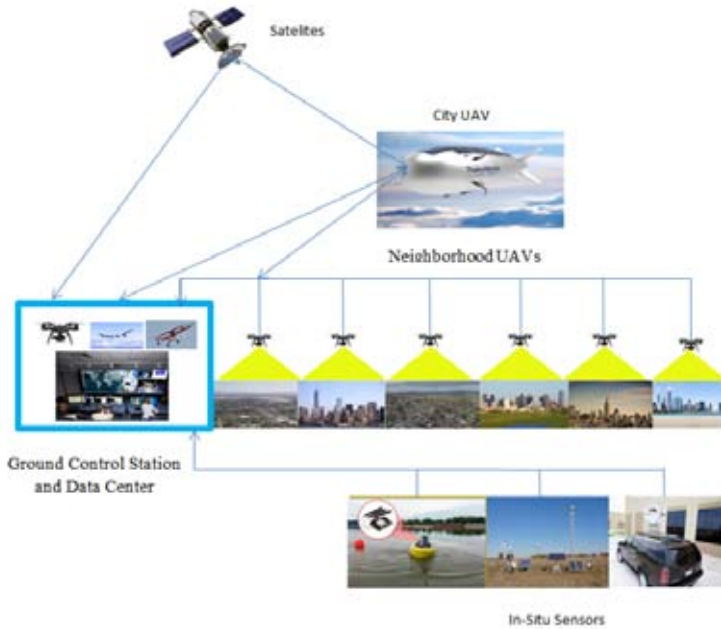 Satelites
City UAV
Neighborhood UAVs
Ground Control Station
and Data Center
In-Situ Sensors